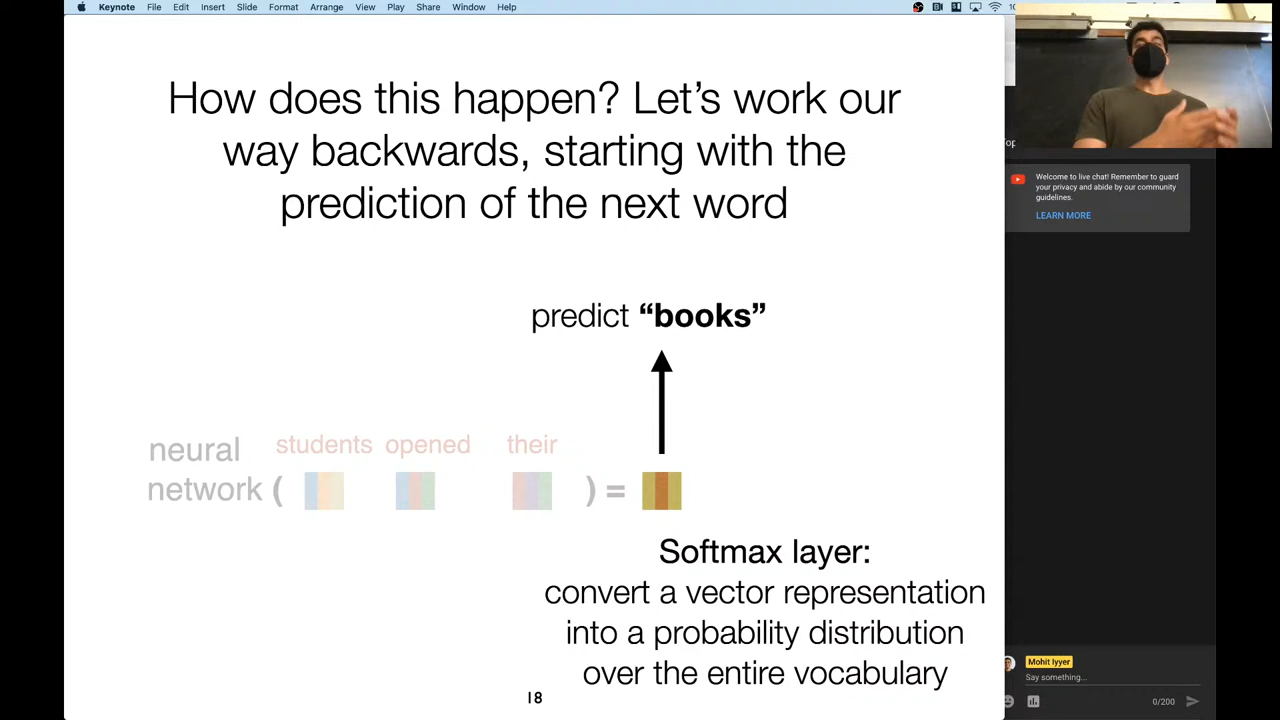 Keynote File Edit Insert Slide Format Arrange View Play Share Window Help
How does this happen? Let's work our
way backwards, starting with the
prediction of the next word
predict “books”
neural students opened their
network ( ) =
Softmax layer:
convert a vector representation
into a probability distribution
over the entire vocabulary
18
Welcome to live chat! Remember to guard
your privacy and abide by our community
guidelines.
LEARN MORE
Mohit Iyyer
Say something...
0/200